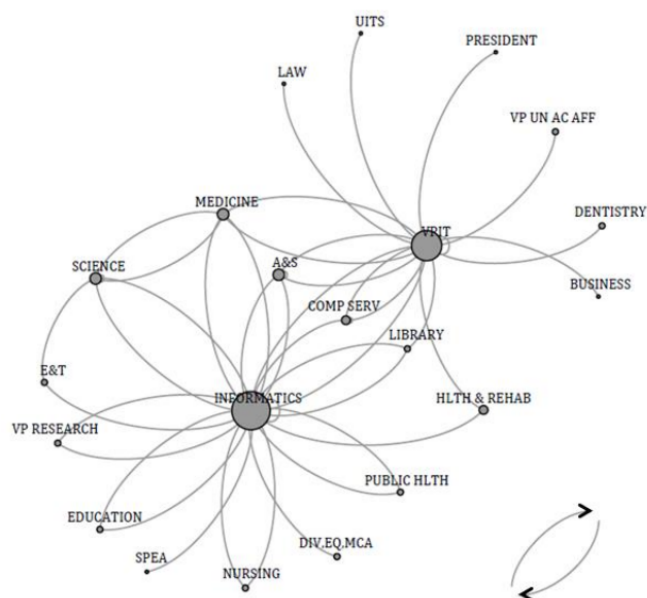 UITS
PRESIDENT
LAW
VP UN AC AFF
MEDICINE
DENTISTRY
VPIT
SCIENCE
A&S
BUSINESS
COMP SERV
LIBRARY
E&T
INFORMATICS
HLTH & REHAB
VP RESEARCH
PUBLIC HLTH
EDUCATION
DIV.EQ.MCA
SPEA
NURSING